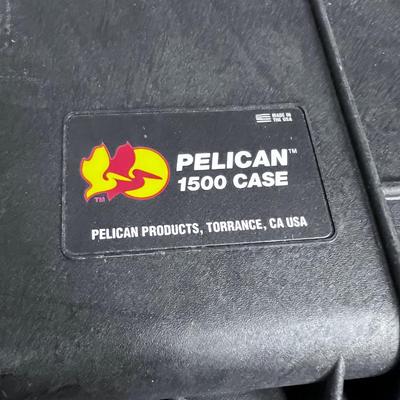 MADE IN
THE USA
PELICAN™
1500 CASE
TM
PELICAN PRODUCTS, TORRANCE, CA USA